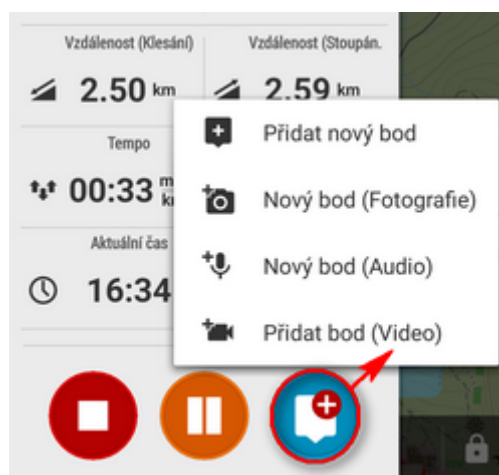 Vzdálenost (Klesání)
Vzdálenost (Stoupán.
2.50 km
2.59 km
Tempo
00:33
Aktuální čas
16:34
Přidat nový bod
Nový bod (Fotografie)
Nový bod (Audio)
Přidat bod (Video)